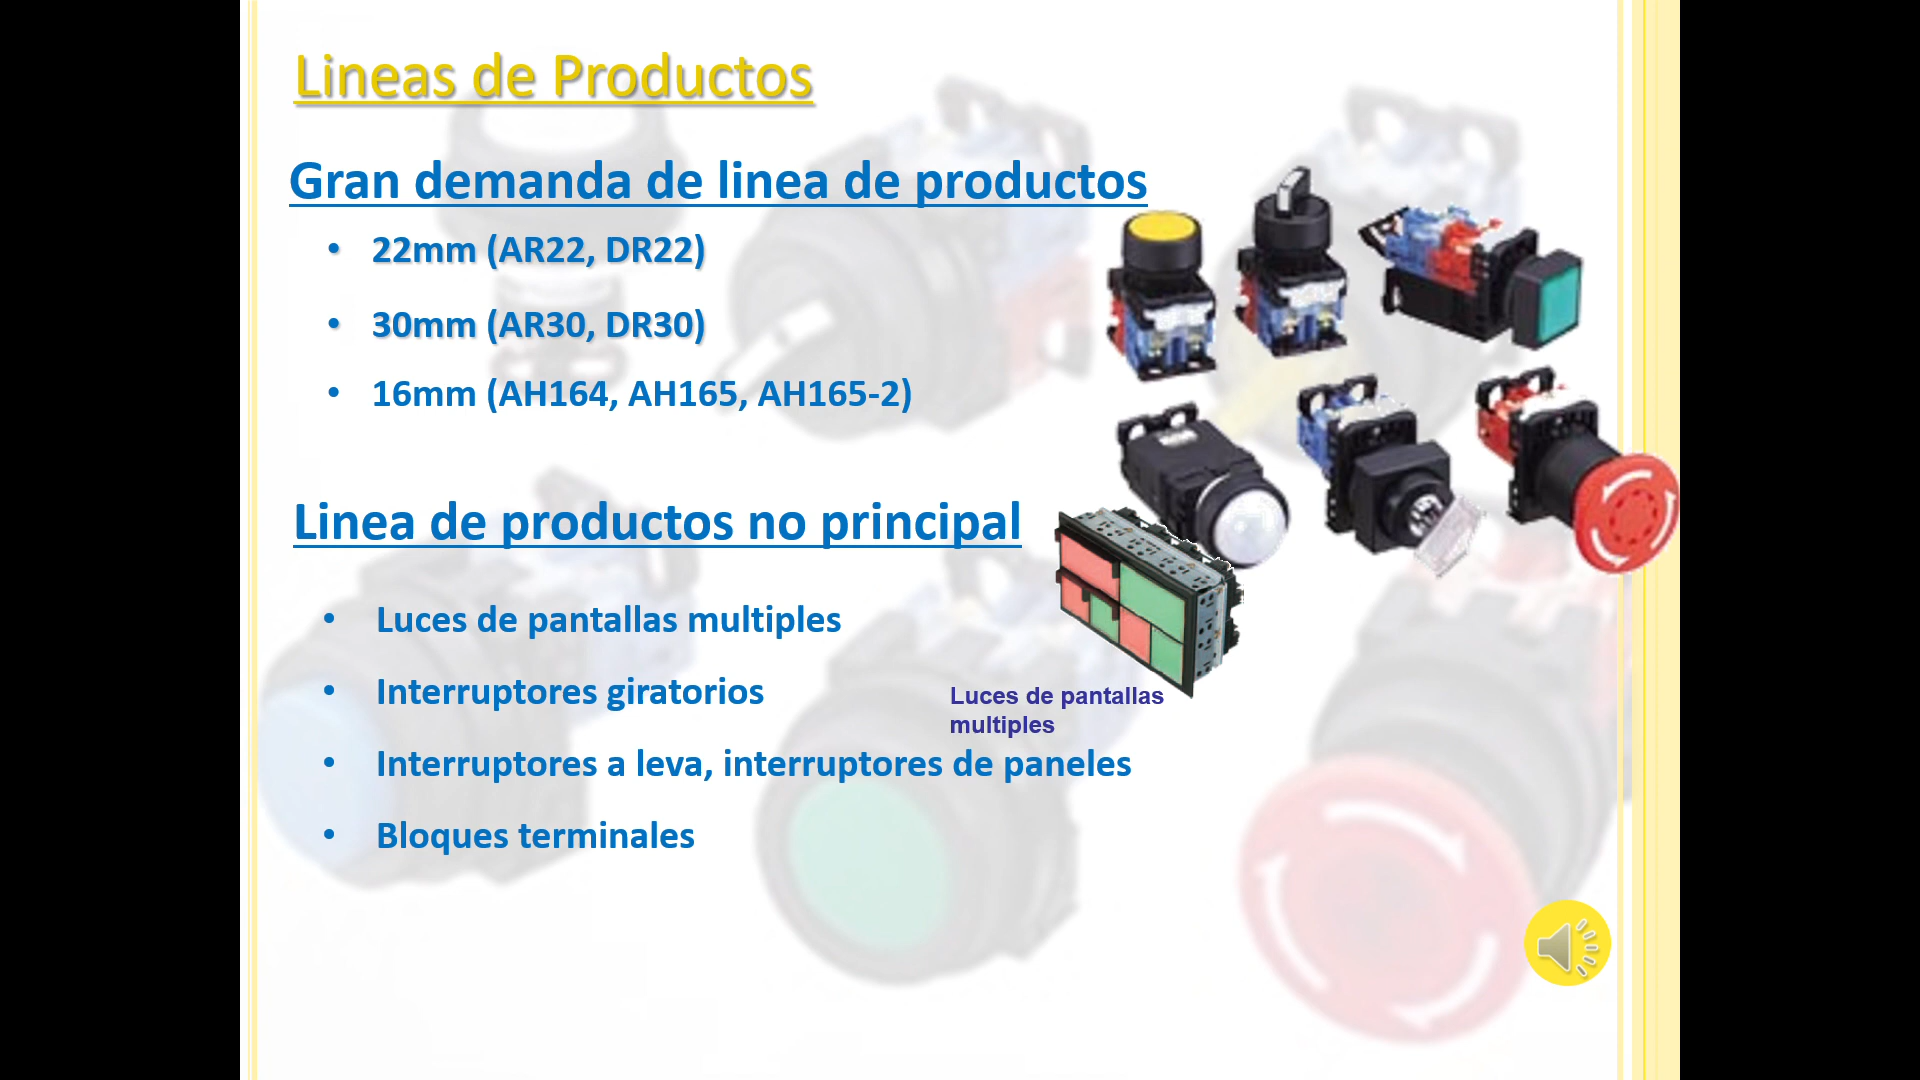 Lineas de Productos
Gran demanda de linea de productos
• 22mm (AR22, DR22)
• 30mm (AR30, DR30)
• 16mm (AH164, AH165, AH165-2)
Linea de productos no principal
• Luces de pantallas multiples
• Interruptores giratorios
• Interruptores a leva, interruptores de paneles
• Bloques terminales
Luces de pantallas
multiples